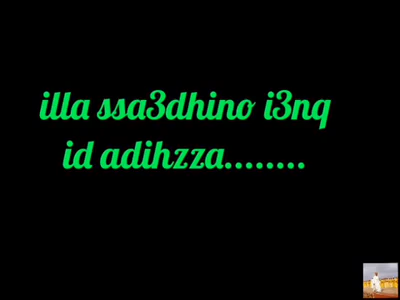 illa ssa3dhino i3nq
id adihzza........